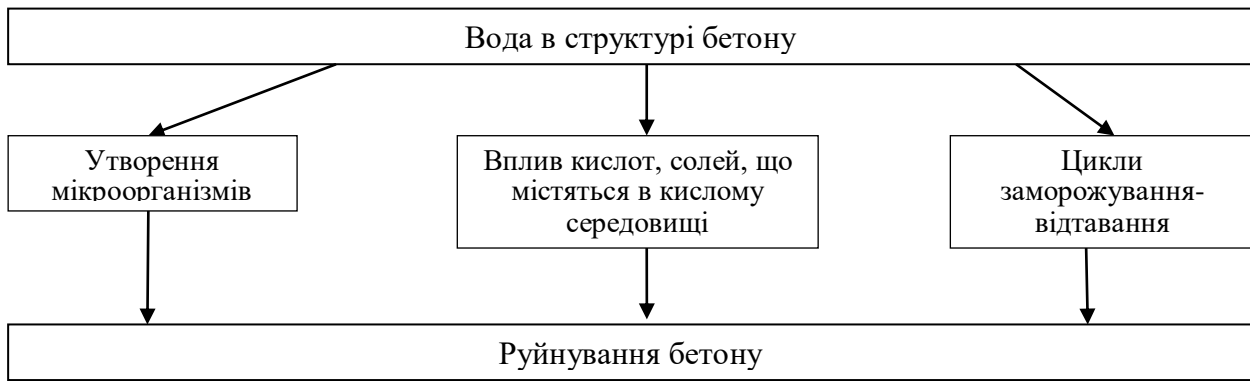 Вода в структурі бетону
Утворення
мікроорганізмів
Вплив кислот, солей, що
містяться в кислому
середовищі
Цикли
заморожування-
відтавання
Руйнування бетону